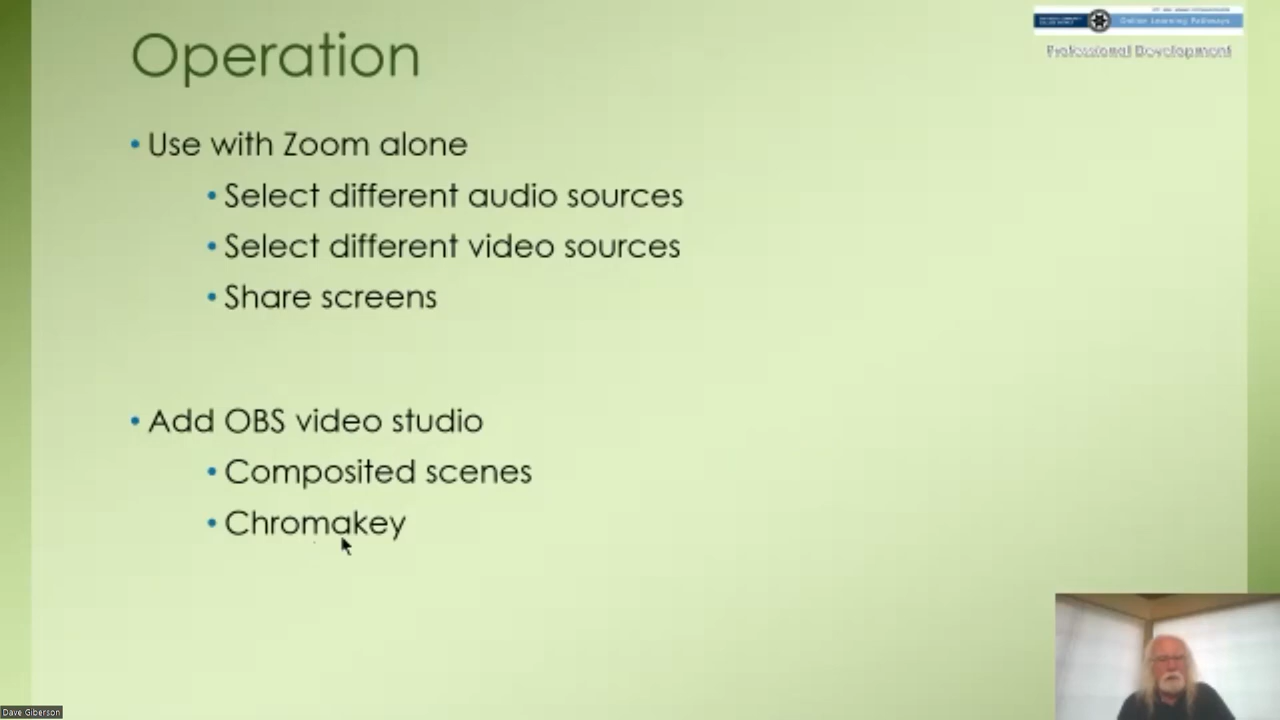 Operation
Online Learning Pathways
Professional Development
• Use with Zoom alone
• Select different audio sources
• Select different video sources
• Share screens
• Add OBS video studio
• Composited scenes
• Chromakey
Dave Giberson